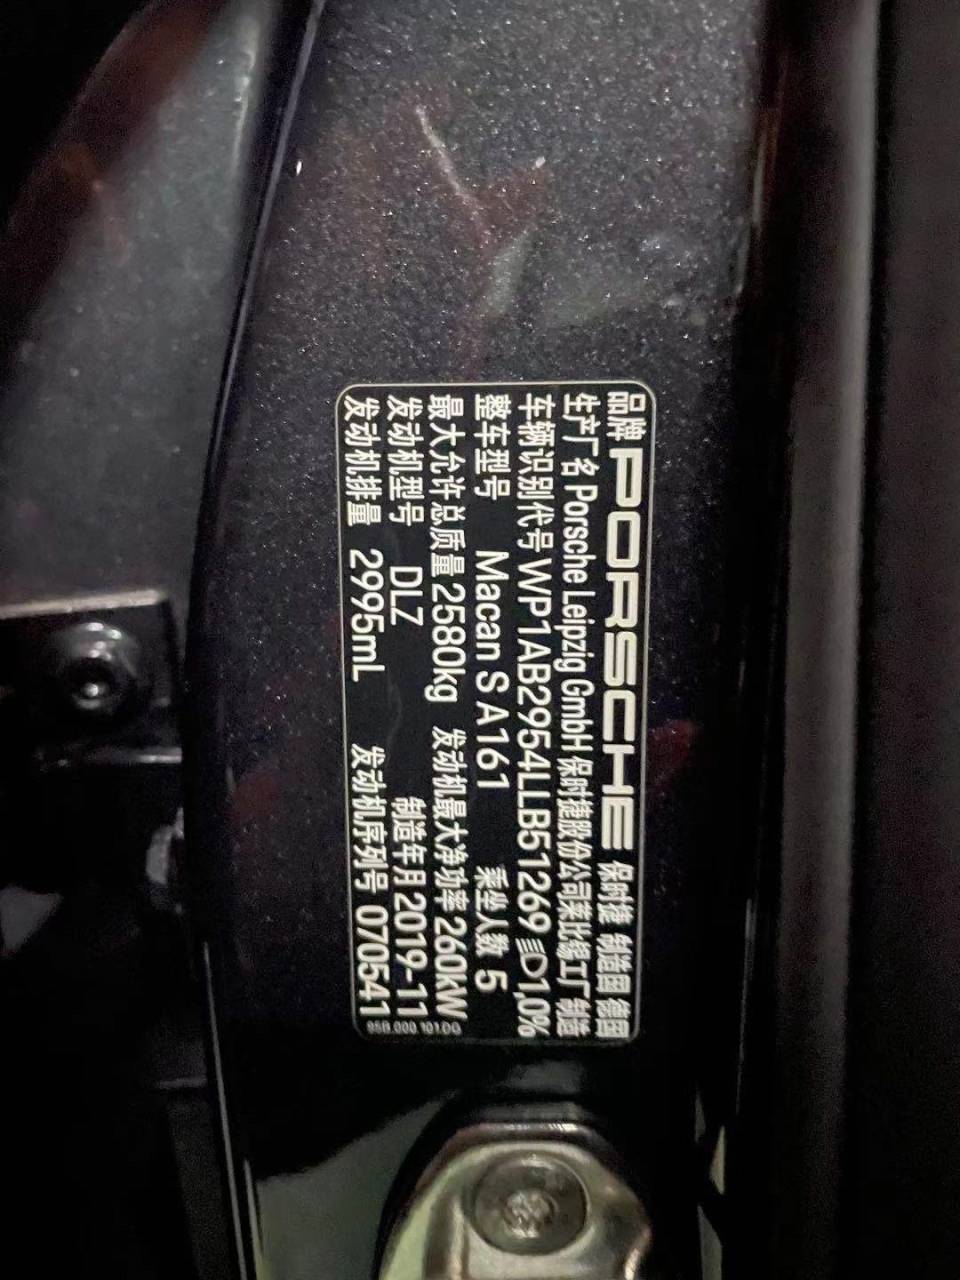 品牌 PORSCHE 保时捷 制造国 德国
生产厂名 Porsche Leipzig GmbH 保时捷股份公司莱比锡工厂 制造
车辆识别代号 WP1AB2954LLB51269 1,0%
整车型号 Macan S A161 乘坐人数 5
最大允许总质量 2580kg 发动机最大净功率 260kW
发动机型号 DLZ 制造年月 2019-11
发动机排量 2995mL 发动机序列号 070541
95B.000.101.DG